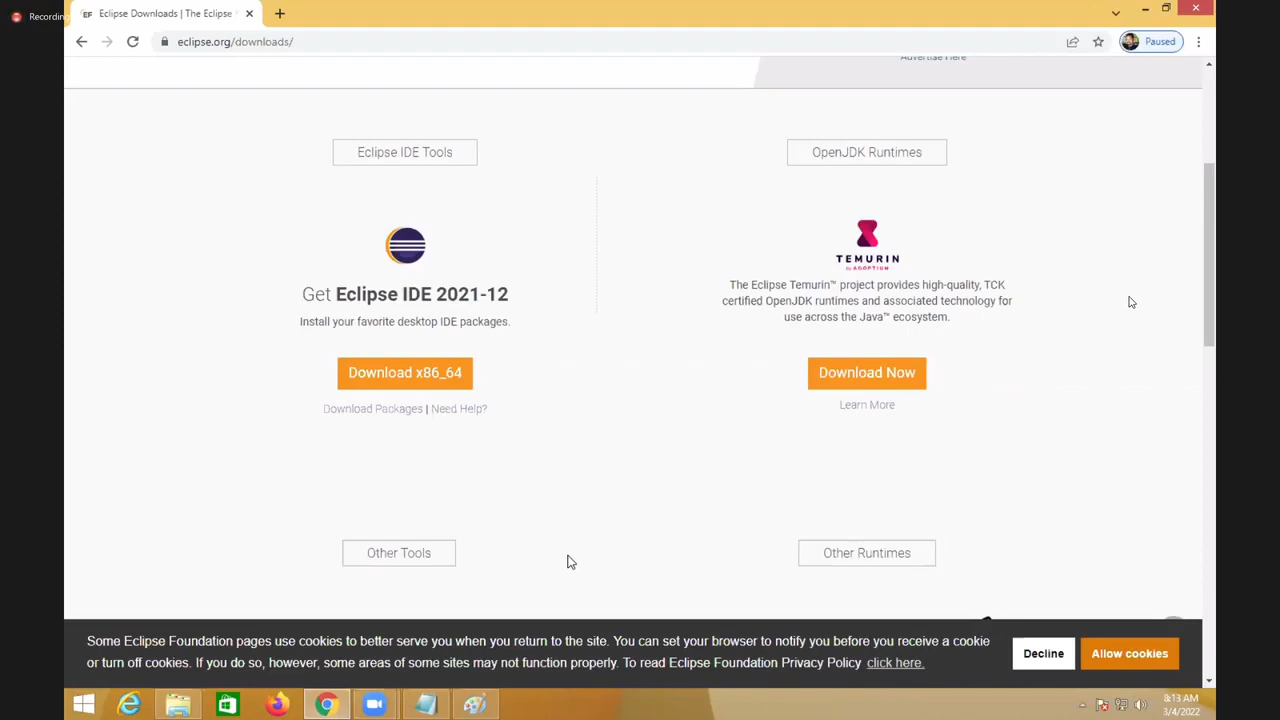 Recording
EF Eclipse Downloads | The Eclipse
eclipse.org/downloads/
Paused
Advertise Here
Eclipse IDE Tools
OpenJDK Runtimes
TEMURIN
by ADOPTIUM
Get Eclipse IDE 2021-12
Install your favorite desktop IDE packages.
The Eclipse Temurin™ project provides high-quality, TCK
certified OpenJDK runtimes and associated technology for
use across the Java™ ecosystem.
Download x86_64
Download Now
Download Packages | Need Help?
Learn More
Other Tools
Other Runtimes
Some Eclipse Foundation pages use cookies to better serve you when you return to the site. You can set your browser to notify you before you receive a cookie
or turn off cookies. If you do so, however, some areas of some sites may not function properly. To read Eclipse Foundation Privacy Policy click here.
Decline
Allow cookies
8:13 AM
3/4/2022